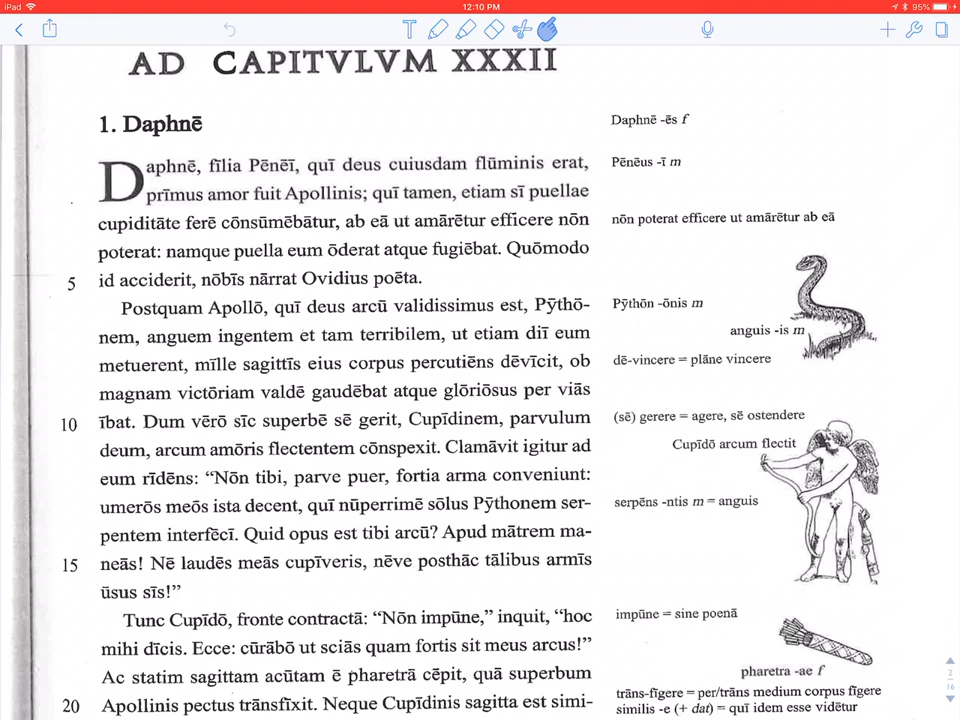 iPad
12:10 PM
95%
AD CAPITVLVM XXXII
1. Daphnē
Daphnē -ēs f
Daphnē, fīlia Pēnēī, quī deus cuiusdam flūminis erat,
Pēnēus -ī m
prīmus amor fuit Apollinis; quī tamen, etiam sī puellae
cupiditāte ferē cōnsūmēbātur, ab eā ut amārētur efficere nōn
nōn poterat efficere ut amārētur ab eā
poterat: namque puella eum ōderat atque fugiēbat. Quōmodo
5 id acciderit, nōbīs nārrat Ovidius poēta.
Postquam Apollō, quī deus arcū validissimus est, Pȳthō-
Pȳthōn -ōnis m
nem, anguem ingentem et tam terribilem, ut etiam diī eum
anguis -is m
metuerent, mīlle sagittīs eius corpus percutiēns dēvīcit, ob
dē-vincere = plāne vincere
magnam victōriam valdē gaudēbat atque glōriōsus per viās
10 ībat. Dum vērō sīc superbē sē gerit, Cupīdinem, parvulum
(sē) gerere = agere, sē ostendere
deum, arcum amōris flectentem cōnspexit. Clamāvit igitur ad
Cupīdō arcum flectit
eum rīdēns: “Nōn tibi, parve puer, fortia arma conveniunt:
umerōs meōs ista decent, quī nūperrimē sōlus Pȳthonem ser-
serpēns -ntis m = anguis
pentem interfēcī. Quid opus est tibi arcū? Apud mātrem ma-
15 neās! Nē laudēs meās cupīveris, nēve posthāc tālibus armīs
ūsus sīs!”
Tunc Cupīdō, fronte contractā: “Nōn impūne,” inquit, “hoc
impūne = sine poenā
mihi dīcis. Ecce: cūrābō ut sciās quam fortis sit meus arcus!”
Ac statim sagittam acūtam ē pharetrā cēpit, quā superbum
pharetra -ae f
20 Apollinis pectus trānsfīxit. Neque Cupīdinis sagitta est simi-
trāns-fīgere = per/trāns medium corpus fīgere
similis -e (+ dat) = quī idem esse vidētur
2
16